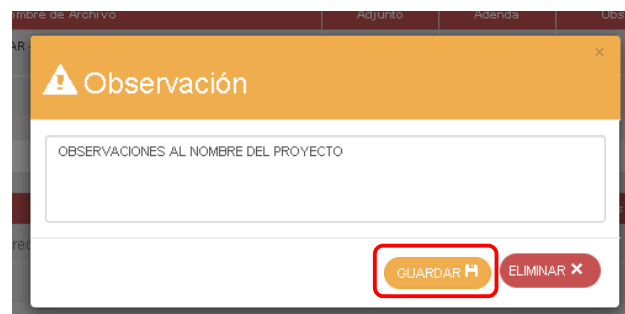 mbre de Archivo Adjunto Adenda Obs
AR
Observación
OBSERVACIONES AL NOMBRE DEL PROYECTO
GUARDAR ELIMINAR